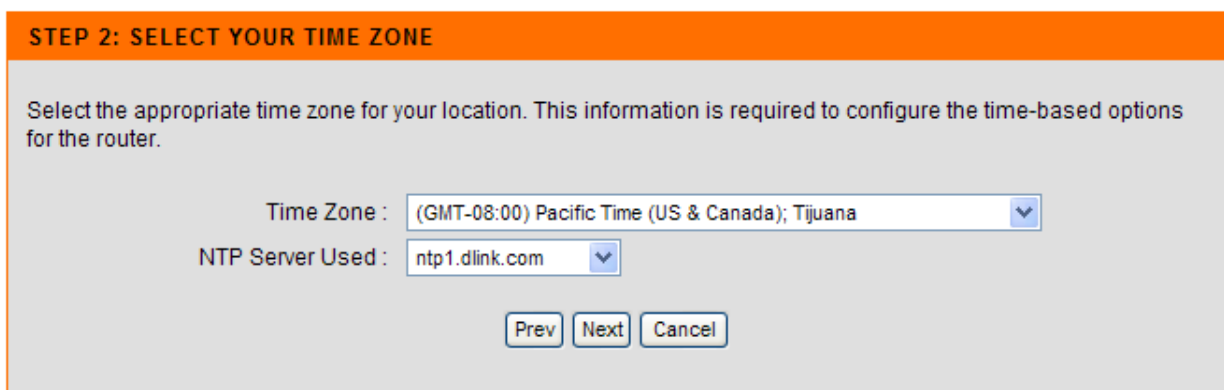 STEP 2: SELECT YOUR TIME ZONE
Select the appropriate time zone for your location. This information is required to configure the time-based options
for the router.
Time Zone : (GMT-08:00) Pacific Time (US & Canada); Tijuana
NTP Server Used : ntp1.dlink.com
Prev Next Cancel